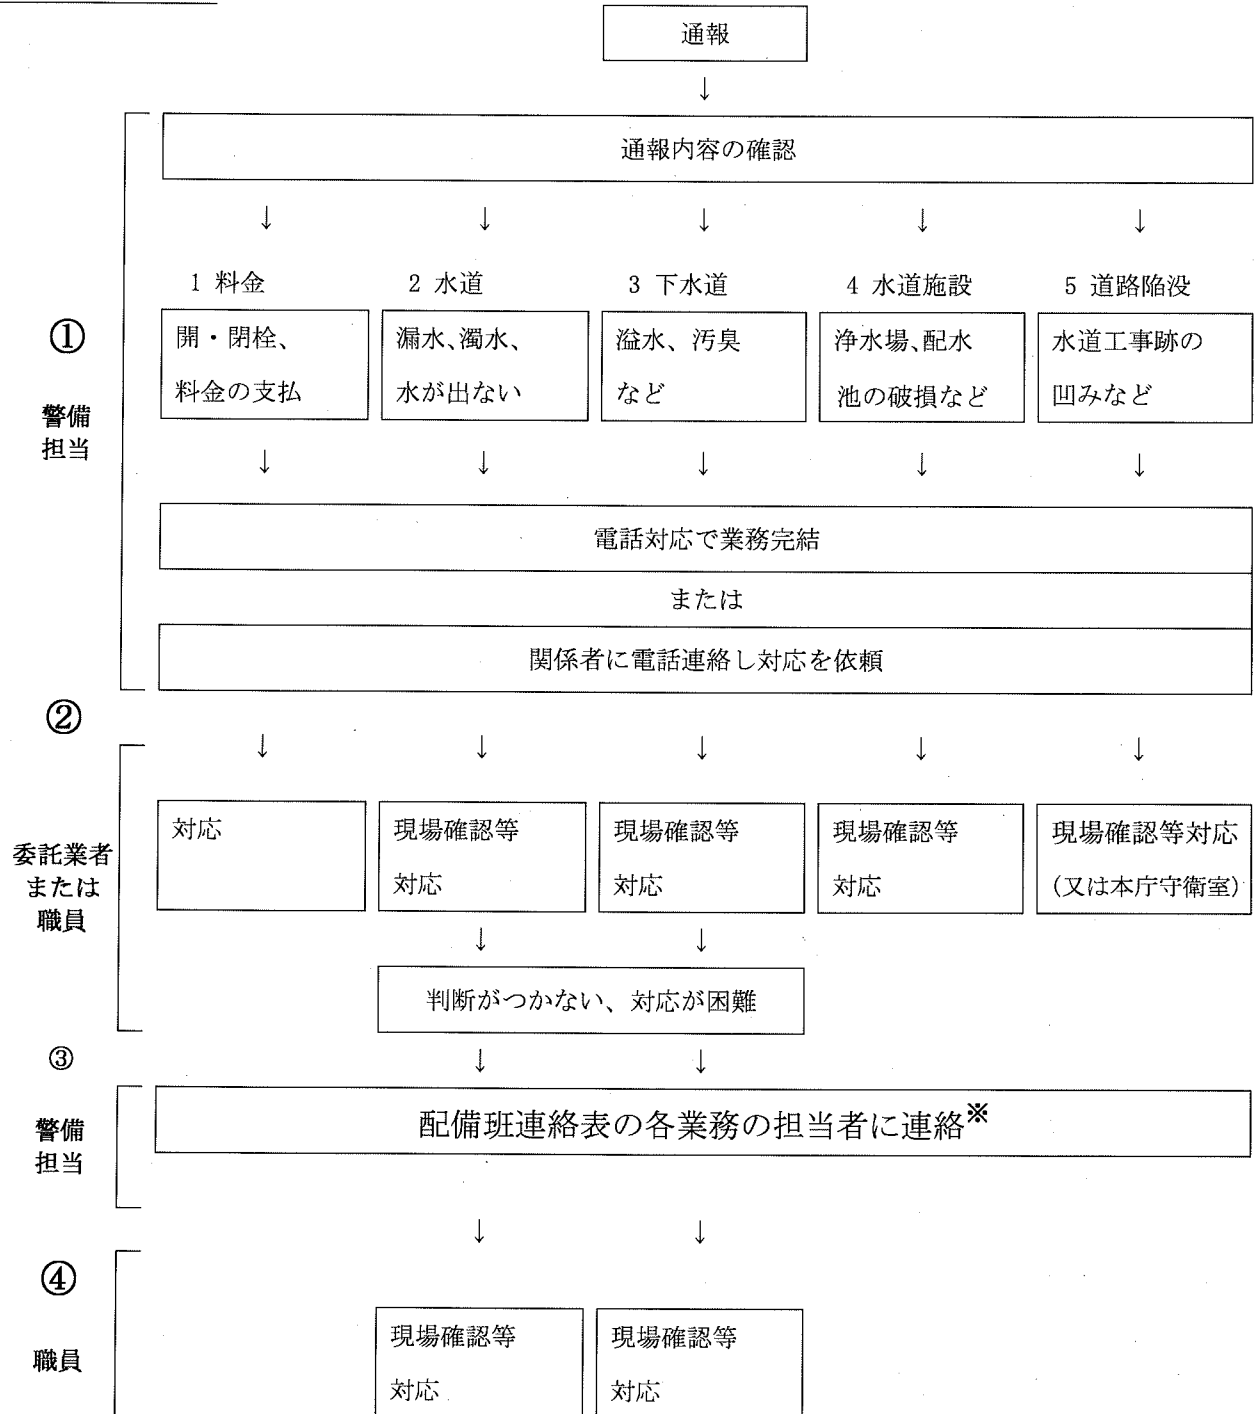 通報
↓
通報内容の確認
↓ ↓ ↓ ↓ ↓
1 料金 2 水道 3 下水道 4 水道施設 5 道路陥没
①
警備
担当
開・閉栓、
料金の支払
漏水、濁水、
水が出ない
溢水、汚臭
など
浄水場、配水
池の破損など
水道工事跡の
凹みなど
↓ ↓ ↓ ↓ ↓
電話対応で業務完結
または
関係者に電話連絡し対応を依頼
②
↓ ↓ ↓ ↓ ↓
委託業者
または
職員
対応
現場確認等
対応
現場確認等
対応
現場確認等
対応
現場確認等対応
(又は本庁守衛室)
↓ ↓
判断がつかない、対応が困難
③
↓ ↓
警備
担当
配備班連絡表の各業務の担当者に連絡※
↓ ↓
④
職員
現場確認等
対応
現場確認等
対応